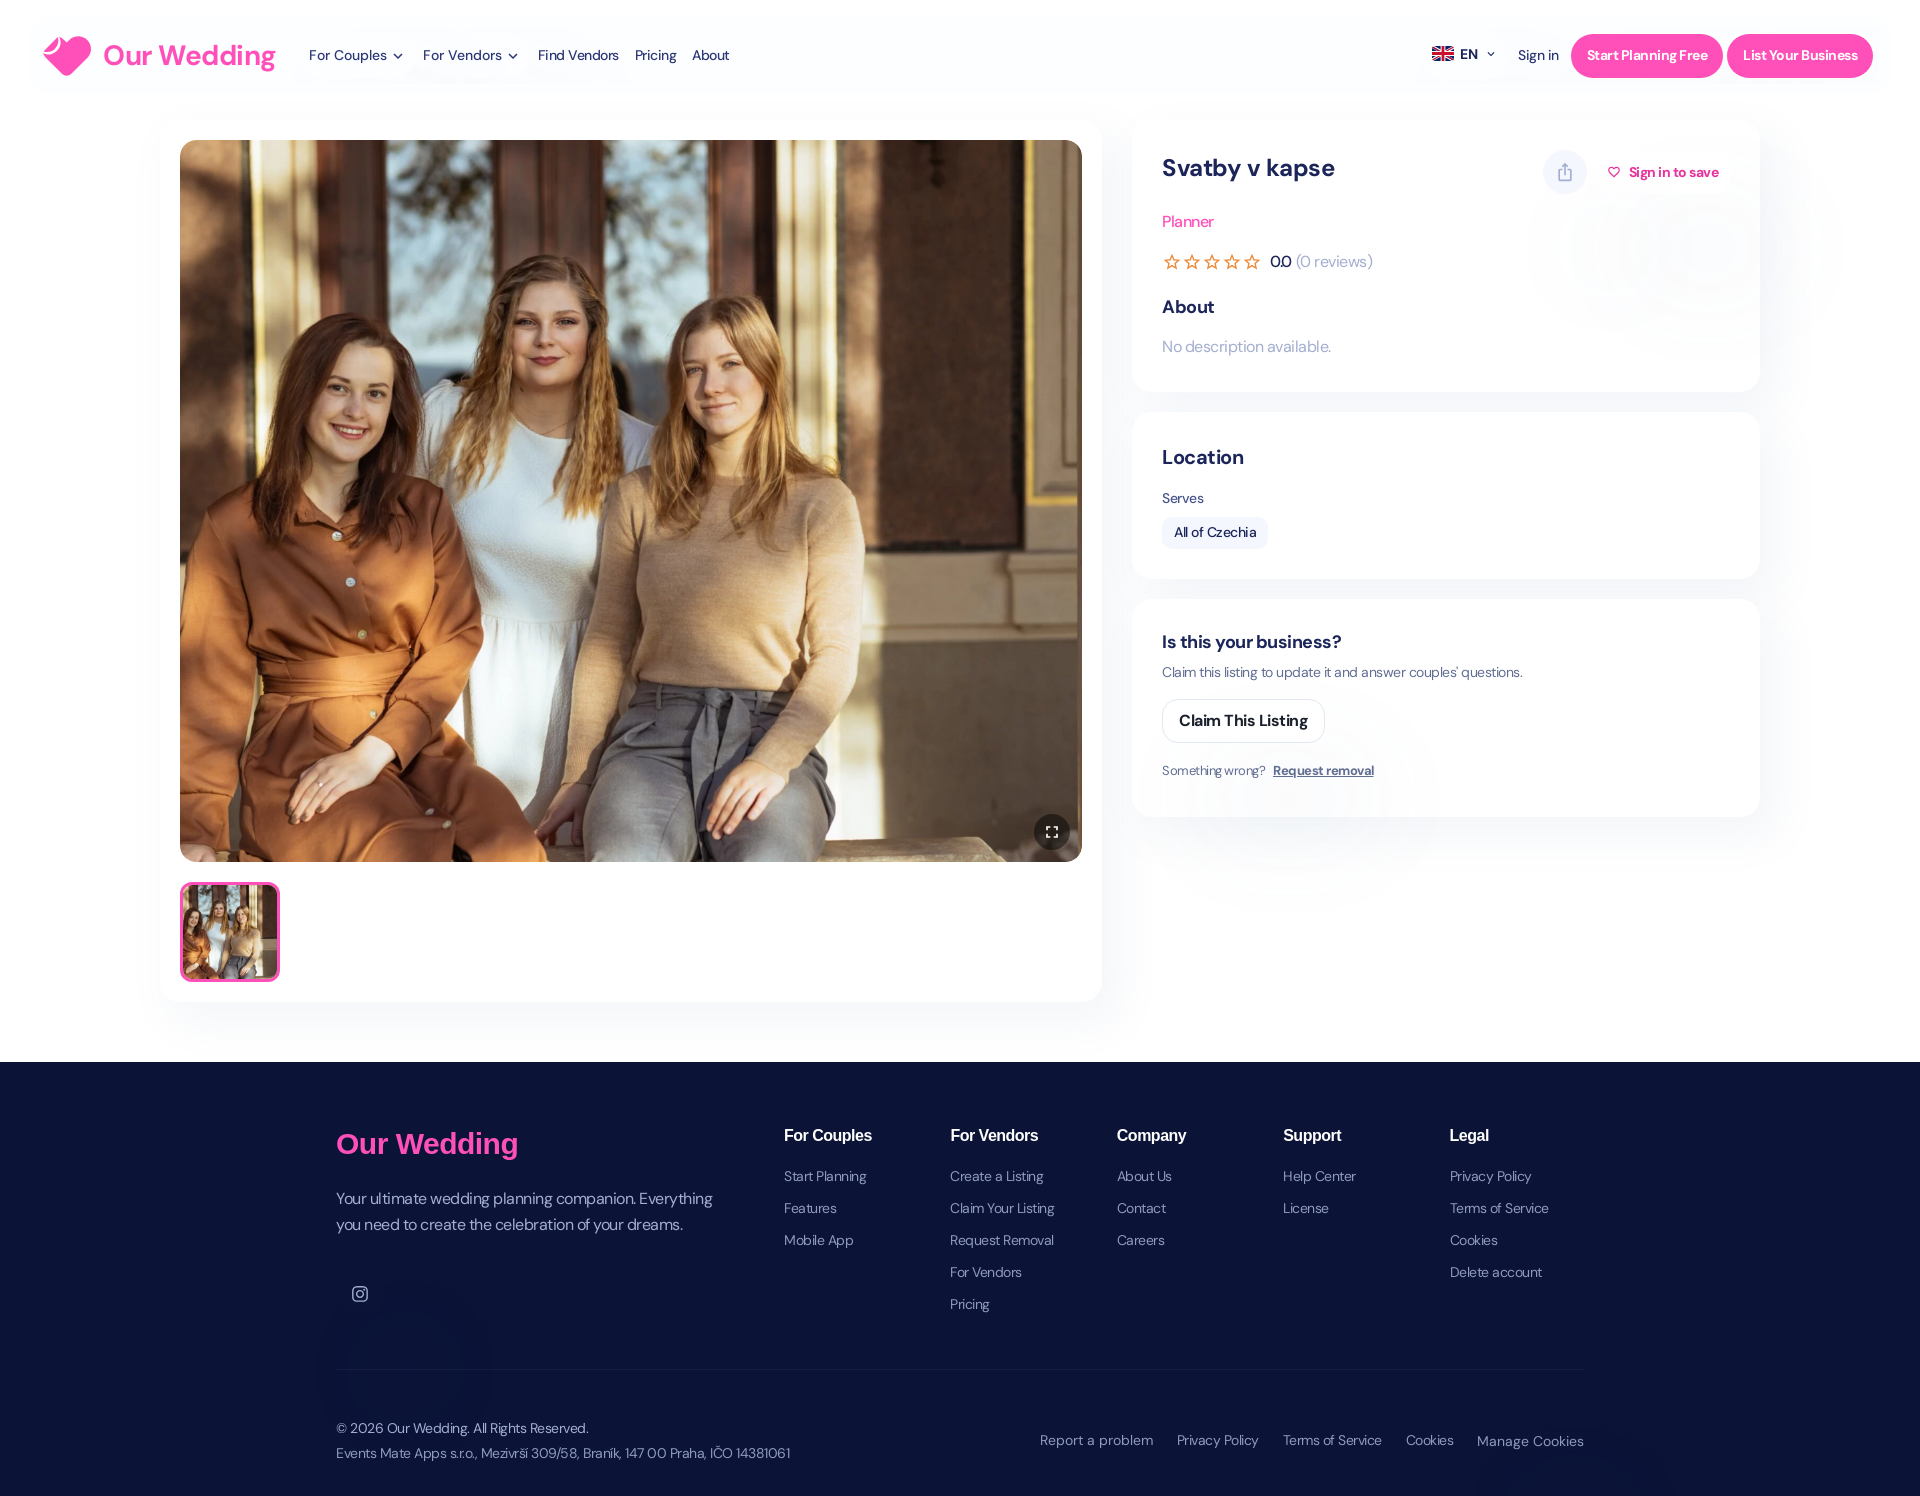 Our Wedding
For Couples
For Vendors
Find Vendors
Pricing
About
EN
Sign in
Start Planning Free
List Your Business
Svatby v kapse
Sign in to save
Planner
0.0 (0 reviews)
About
No description available.
Location
Serves
All of Czechia
Is this your business?
Claim this listing to update it and answer couples' questions.
Claim This Listing
Something wrong? Request removal
Our Wedding
Your ultimate wedding planning companion. Everything
you need to create the celebration of your dreams.
For Couples
Start Planning
Features
Mobile App
For Vendors
Create a Listing
Claim Your Listing
Request Removal
For Vendors
Pricing
Company
About Us
Contact
Careers
Support
Help Center
License
Legal
Privacy Policy
Terms of Service
Cookies
Delete account
© 2026 Our Wedding. All Rights Reserved.
Events Mate Apps s.r.o., Mezivrší 309/58, Braník, 147 00 Praha, IČO 14381061
Report a problem
Privacy Policy
Terms of Service
Cookies
Manage Cookies